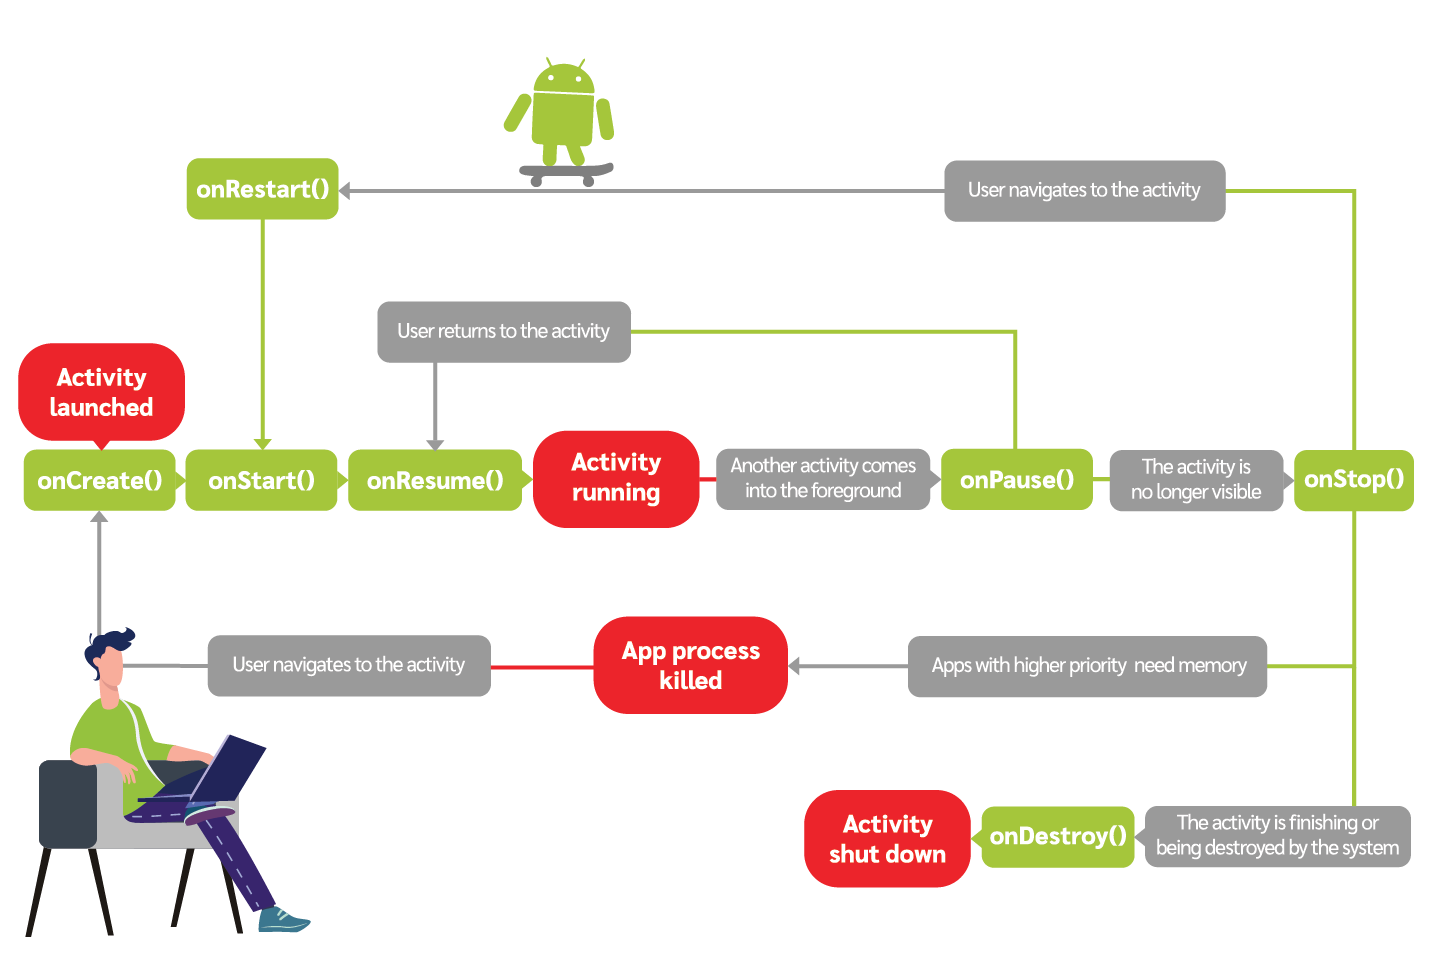 onRestart()
User navigates to the activity
User returns to the activity
Activity
launched
onCreate()
onStart()
onResume()
Activity
running
Another activity comes
into the foreground
onPause()
The activity is
no longer visible
onStop()
User navigates to the activity
App process
killed
Apps with higher priority need memory
Activity
shut down
onDestroy()
The activity is finishing or
being destroyed by the system